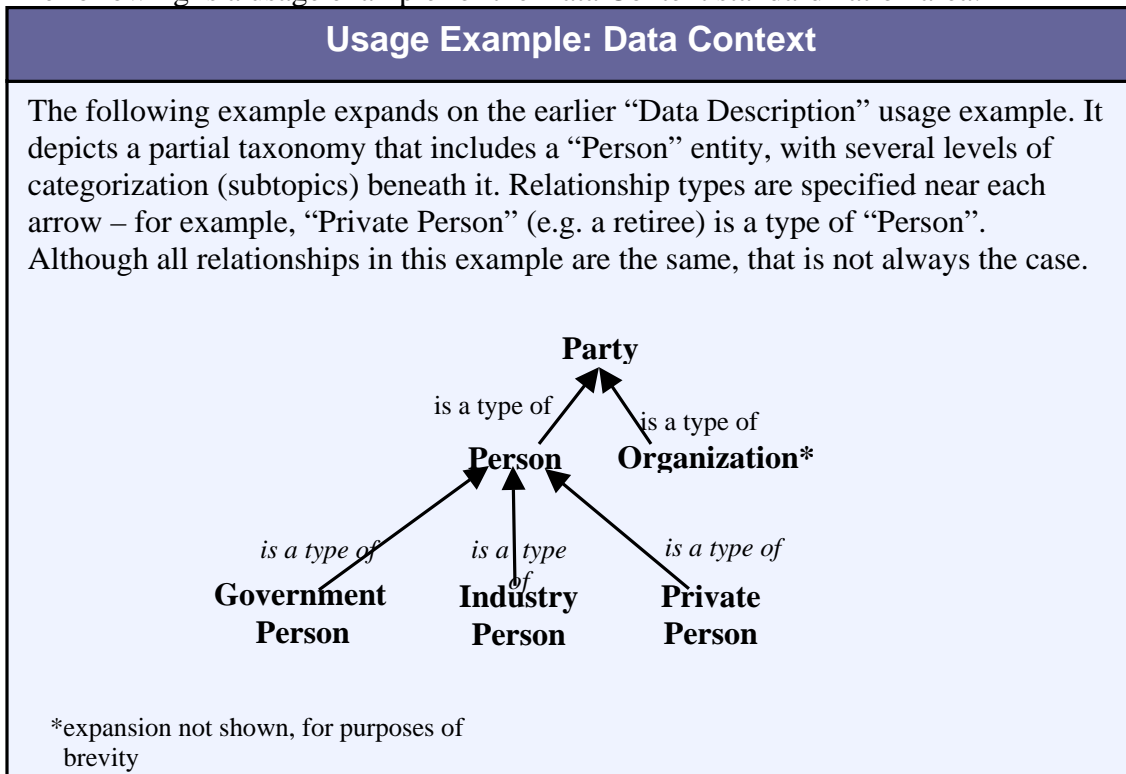 Usage Example: Data Context
The following example expands on the earlier “Data Description” usage example. It
depicts a partial taxonomy that includes a “Person” entity, with several levels of
categorization (subtopics) beneath it. Relationship types are specified near each
arrow – for example, “Private Person” (e.g. a retiree) is a type of “Person”.
Although all relationships in this example are the same, that is not always the case.
Party
is a type of
is a type of
Person
Organization*
is a type of
is a type
of
is a type of
Government
Person
Industry
Person
Private
Person
*expansion not shown, for purposes of
brevity